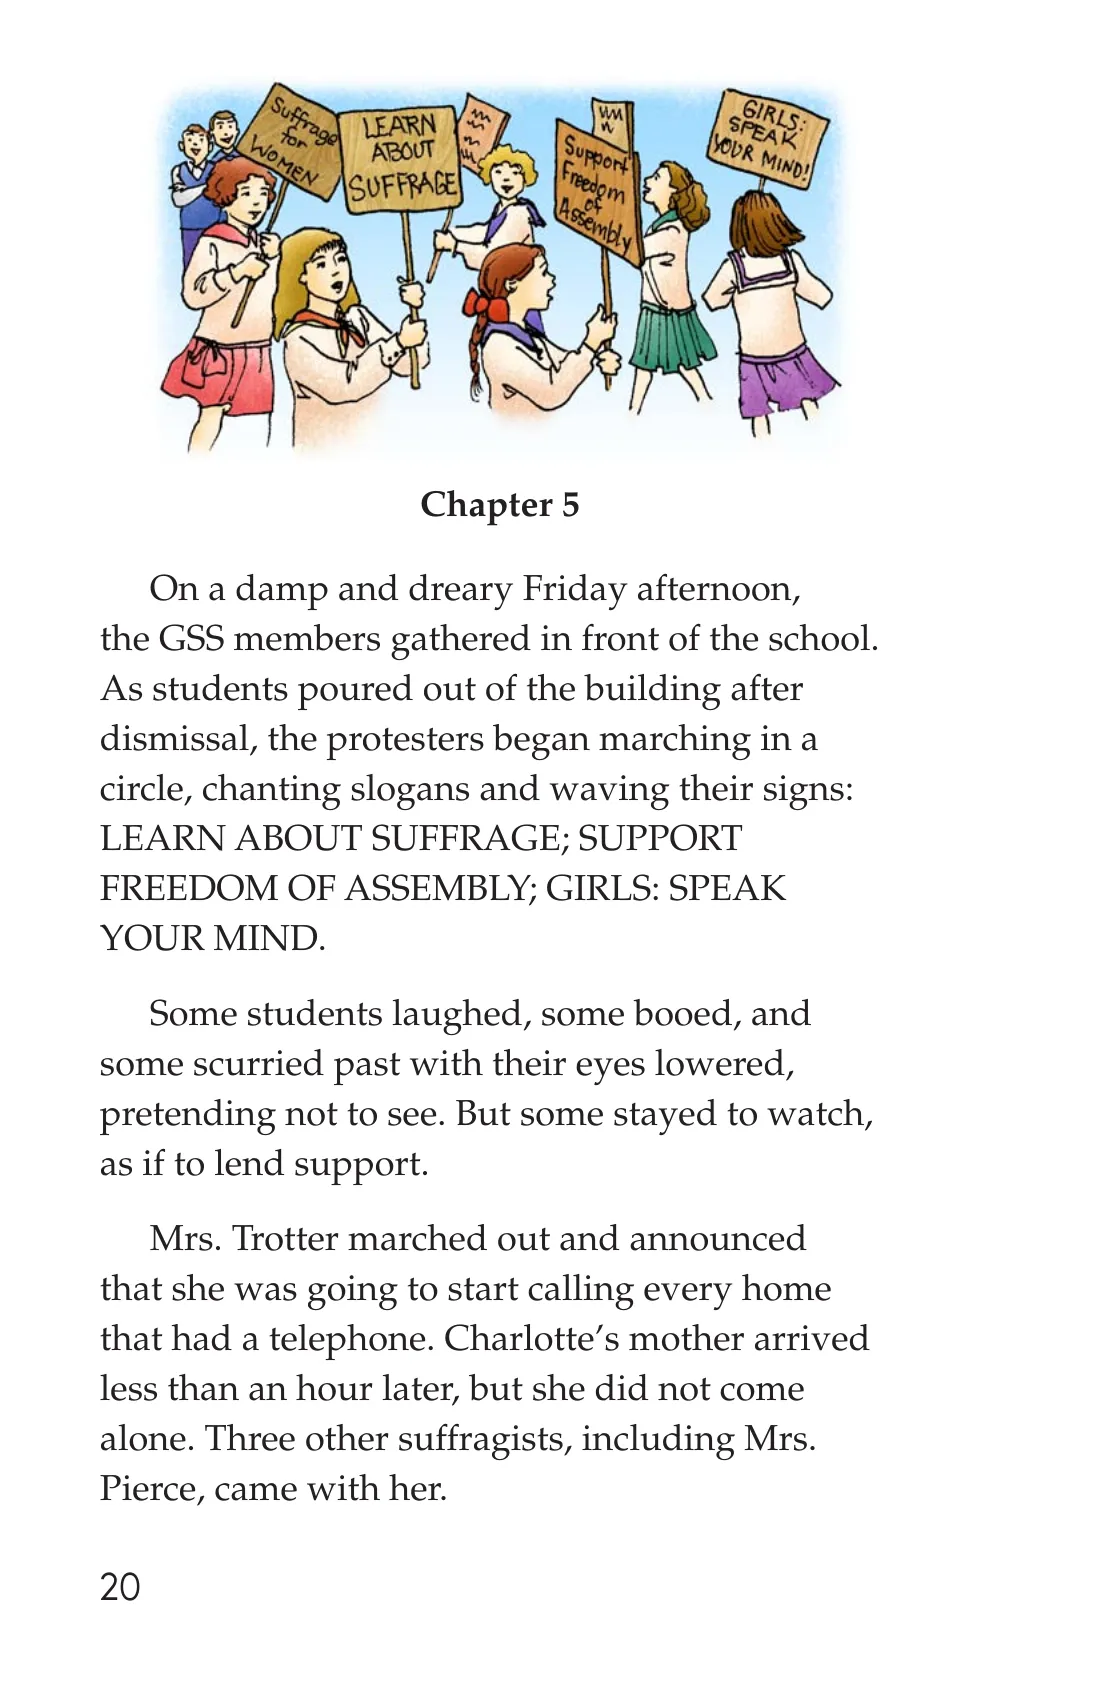 Suffrage
for
WOMEN
LEARN
ABOUT
SUFFRAGE
Support
Freedom
of
Assembly
GIRLS:
SPEAK
YOUR MIND!
Chapter 5
On a damp and dreary Friday afternoon,
the GSS members gathered in front of the school.
As students poured out of the building after
dismissal, the protesters began marching in a
circle, chanting slogans and waving their signs:
LEARN ABOUT SUFFRAGE; SUPPORT
FREEDOM OF ASSEMBLY; GIRLS: SPEAK
YOUR MIND.
Some students laughed, some booed, and
some scurried past with their eyes lowered,
pretending not to see. But some stayed to watch,
as if to lend support.
Mrs. Trotter marched out and announced
that she was going to start calling every home
that had a telephone. Charlotte’s mother arrived
less than an hour later, but she did not come
alone. Three other suffragists, including Mrs.
Pierce, came with her.
20